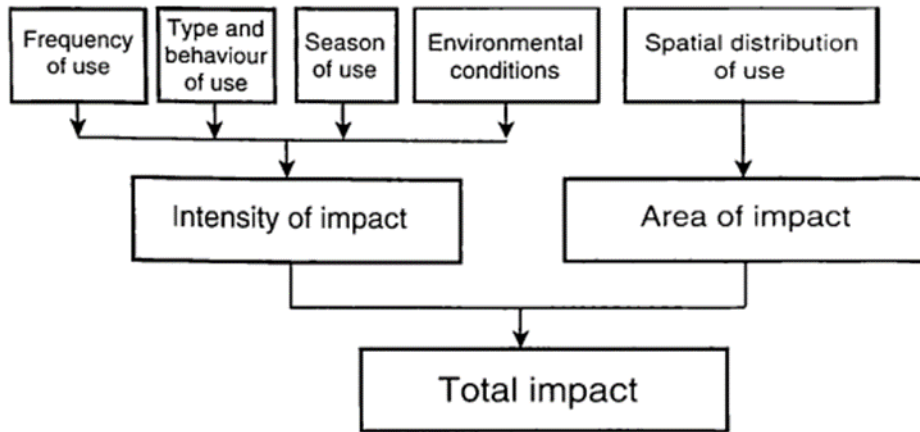 Frequency
of use
Type and
behaviour
of use
Season
of use
Environmental
conditions
Spatial distribution
of use
Intensity of impact
Area of impact
Total impact